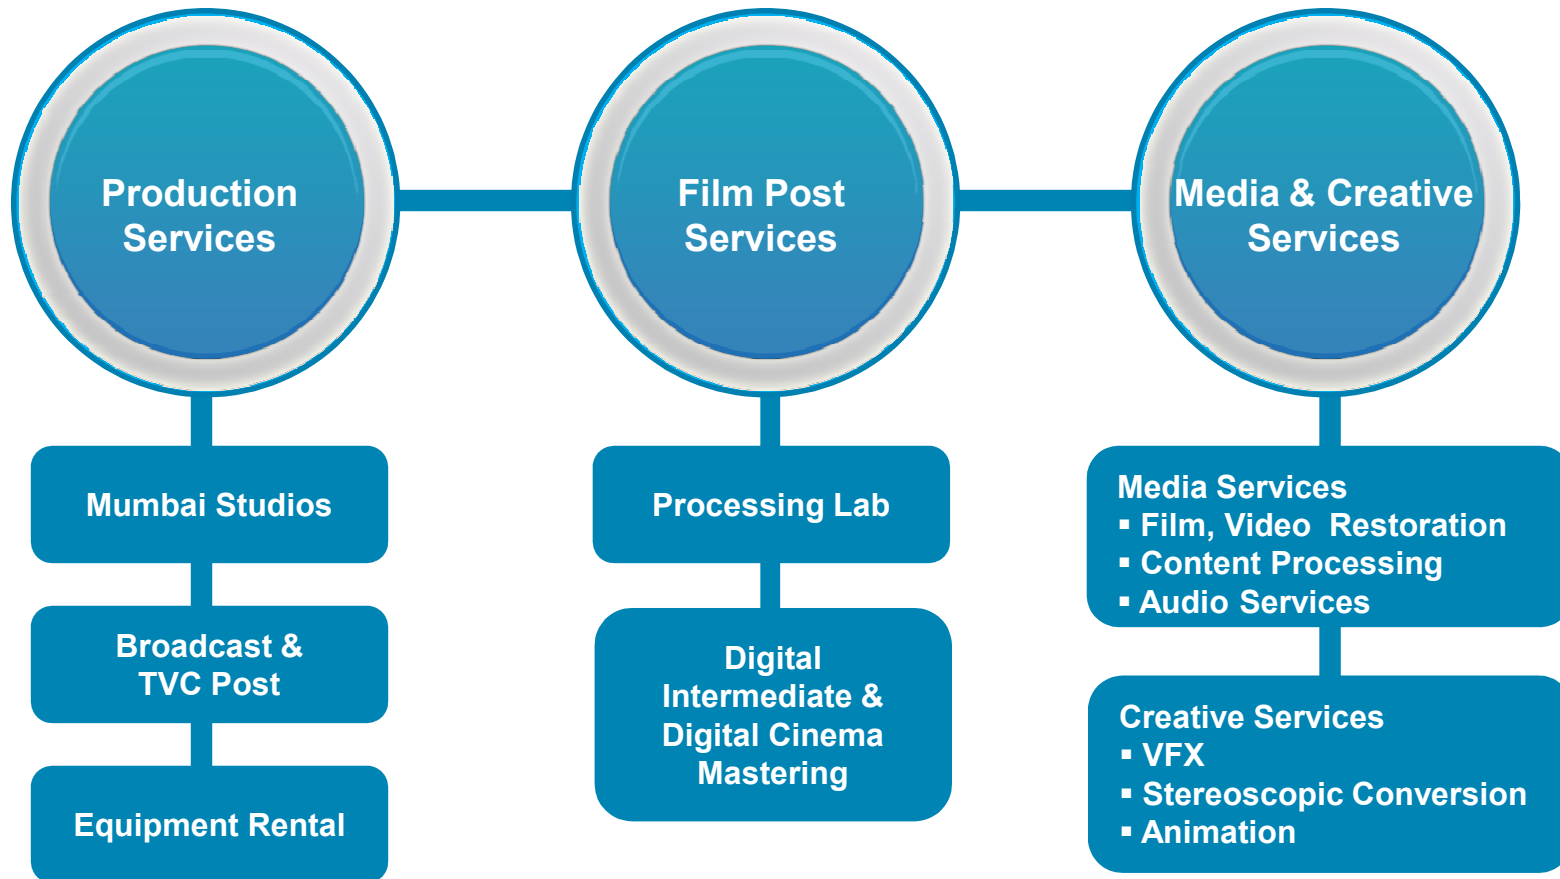 Production
Services
Film Post
Services
Media & Creative
Services
Mumbai Studios
Broadcast &
TVC Post
Equipment Rental
Processing Lab
Digital
Intermediate &
Digital Cinema
Mastering
Media Services
▪ Film, Video  Restoration
▪ Content Processing
▪ Audio Services
Creative Services
▪ VFX
▪ Stereoscopic Conversion
▪ Animation